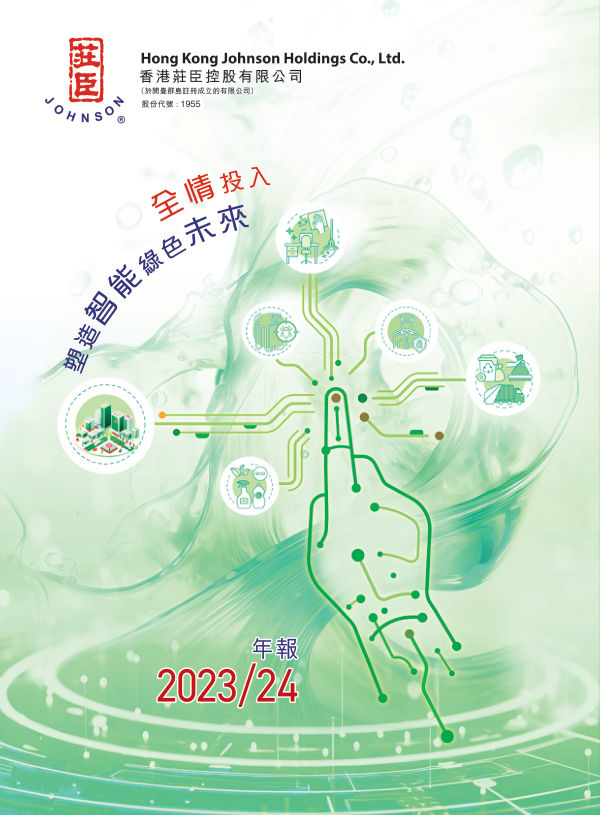 莊臣
JOHNSON®
Hong Kong Johnson Holdings Co., Ltd.
香港莊臣控股有限公司
(於開曼群島註冊成立的有限公司)
股份代號 : 1955
全情投入
塑造智能綠色未來
ECO
年報
2023/24